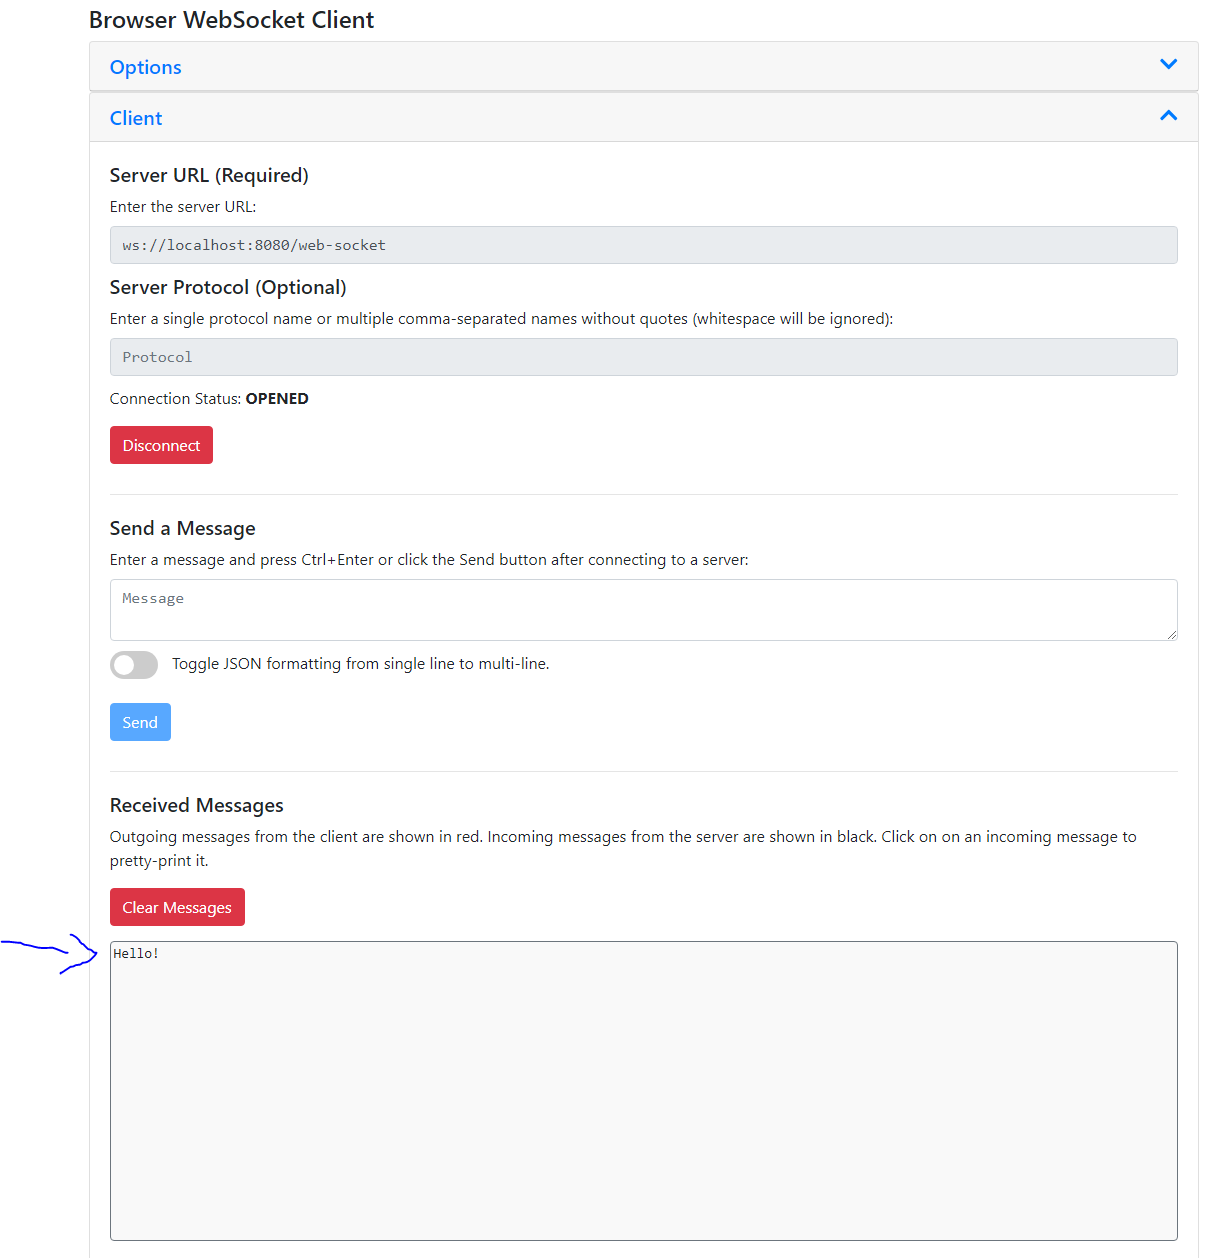 Browser WebSocket Client
Options
Client
Server URL (Required)
Enter the server URL:
ws://localhost:8080/web-socket
Server Protocol (Optional)
Enter a single protocol name or multiple comma-separated names without quotes (whitespace will be ignored):
Protocol
Connection Status: OPENED
Disconnect
Send a Message
Enter a message and press Ctrl+Enter or click the Send button after connecting to a server:
Message
Toggle JSON formatting from single line to multi-line.
Send
Received Messages
Outgoing messages from the client are shown in red. Incoming messages from the server are shown in black. Click on on an incoming message to
pretty-print it.
Clear Messages
Hello!